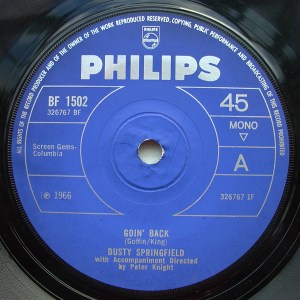 ALL RIGHTS OF THE RECORD PRODUCER AND OF THE OWNER OF THE WORK REPRODUCED RESERVED. COPYING, PUBLIC PERFORMANCE AND BROADCASTING OF THIS RECORD PROHIBITED
PHILIPS
PHILIPS
BF 1502
326767 BF
45
MONO
Screen Gems-
Columbia
A
℗ 1966
326767 1F
GOIN' BACK
(Goffin/King)
DUSTY SPRINGFIELD
with Accompaniment Directed
by Peter Knight